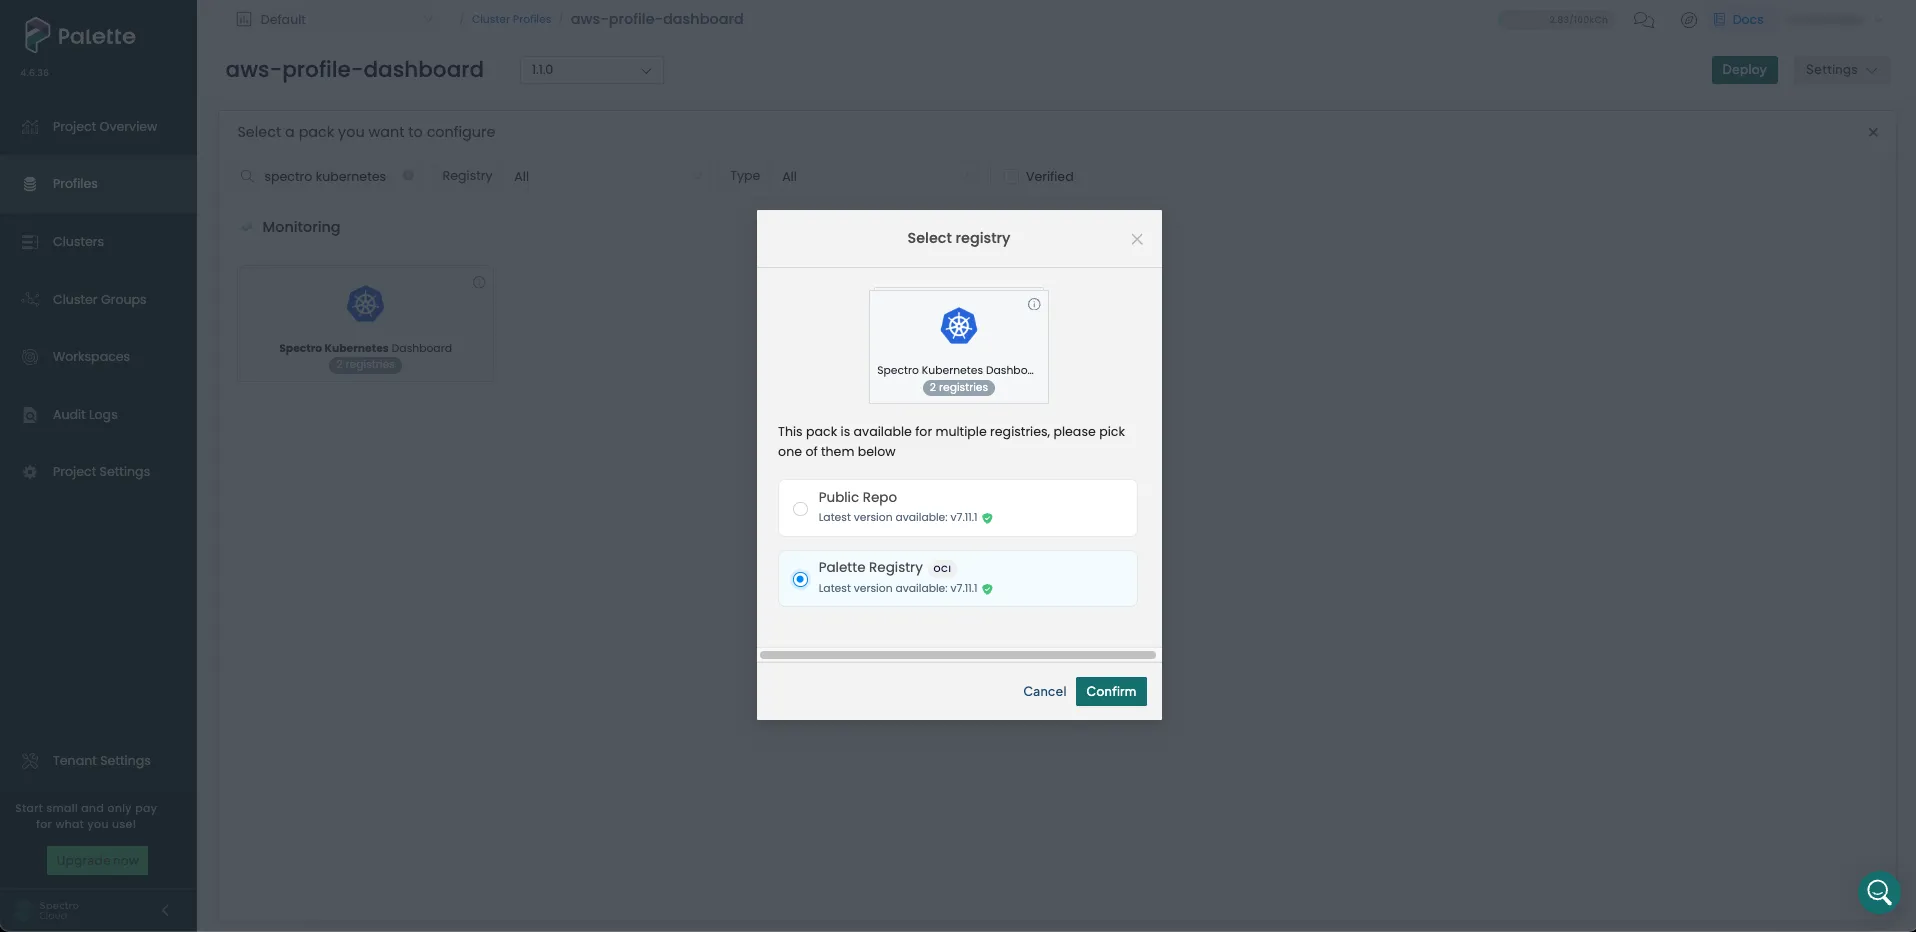 Palette
4.6.35
Project Overview
Profiles
Clusters
Cluster Groups
Workspaces
Audit Logs
Project Settings
Tenant Settings
Start small and only pay
for what you use!
Upgrade now
Spectro
Cloud
Default / Cluster Profiles / aws-profile-dashboard
2.83/100kCh
Docs
aws-profile-dashboard
1.1.0
Deploy
Settings
Select a pack you want to configure
spectro kubernetes
Registry All
Type All
Verified
Monitoring
Spectro Kubernetes Dashboard
2 registries
Select registry
Spectro Kubernetes Dashbo...
2 registries
This pack is available for multiple registries, please pick
one of them below
Public Repo
Latest version available: v7.11.1
Palette Registry OCI
Latest version available: v7.11.1
Cancel
Confirm